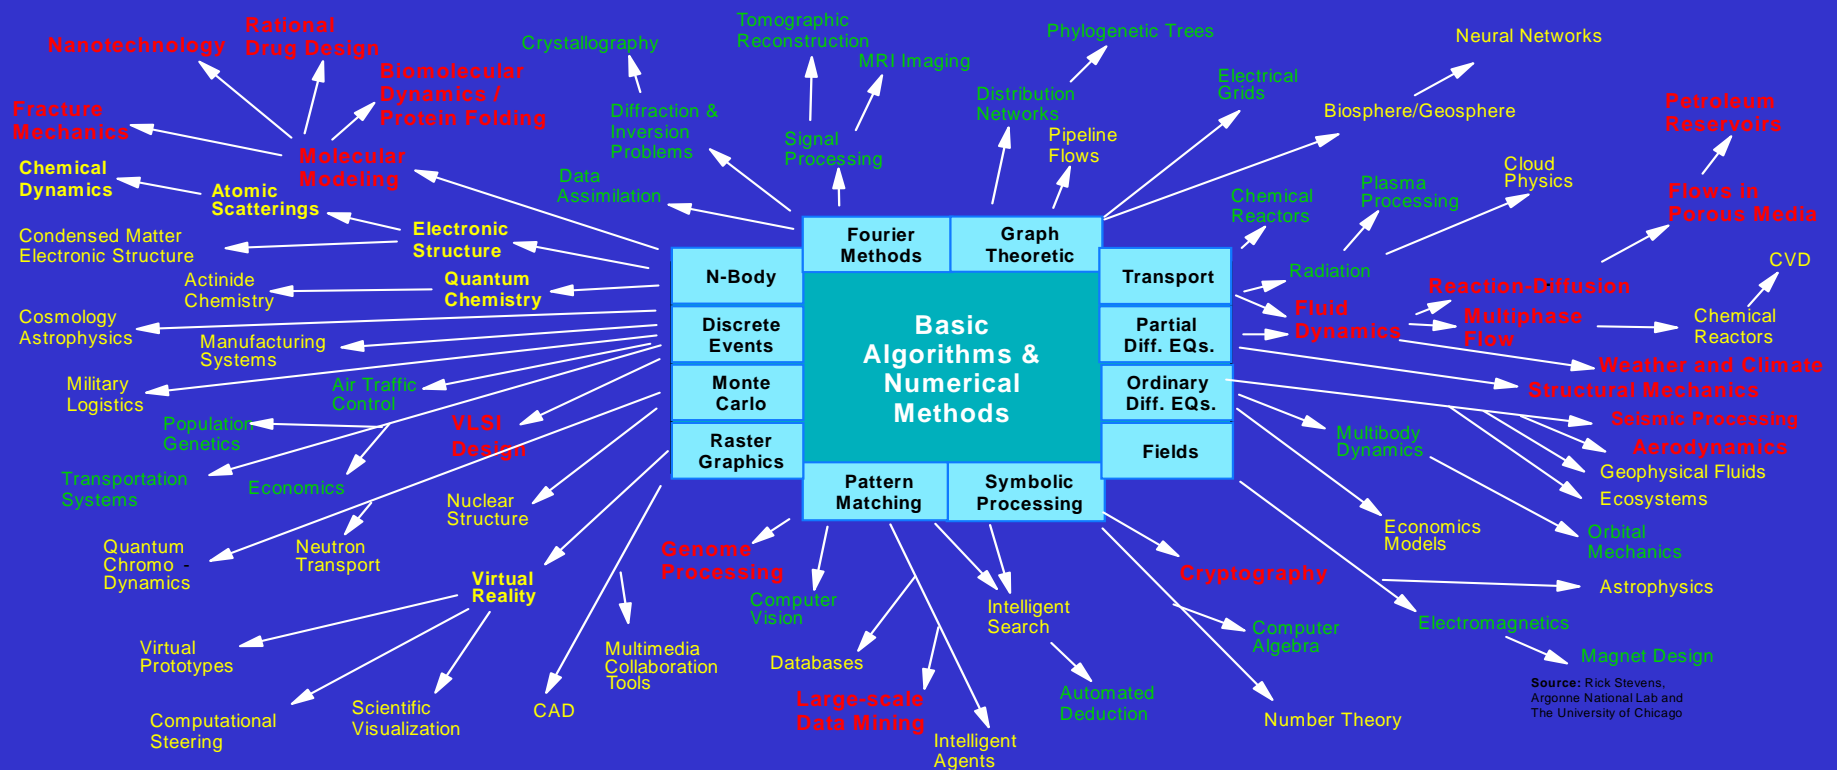 Nanotechnology
Rational
Drug Design
Biomolecular
Dynamics /
Protein Folding
Fracture
Mechanics
Molecular
Modeling
Chemical
Dynamics
Atomic
Scatterings
Electronic
Structure
Condensed Matter
Electronic Structure
Actinide
Chemistry
Quantum
Chemistry
Cosmology
Astrophysics
Manufacturing
Systems
Military
Logistics
Air Traffic
Control
Population
Genetics
VLSI
Design
Transportation
Systems
Economics
Nuclear
Structure
Quantum
Chromo -
Dynamics
Neutron
Transport
Virtual
Reality
Virtual
Prototypes
Computational
Steering
Scientific
Visualization
CAD
Multimedia
Collaboration
Tools
Crystallography
Diffraction &
Inversion
Problems
Data
Assimilation
Tomographic
Reconstruction
MRI Imaging
Signal
Processing
Phylogenetic Trees
Distribution
Networks
Pipeline
Flows
Electrical
Grids
Neural Networks
Biosphere/Geosphere
Petroleum
Reservoirs
Cloud
Physics
Plasma
Processing
Chemical
Reactors
Flows in
Porous Media
Radiation
CVD
Reaction-Diffusion
Fluid
Dynamics
Multiphase
Flow
Chemical
Reactors
Weather and Climate
Structural Mechanics
Seismic Processing
Aerodynamics
Geophysical Fluids
Ecosystems
Multibody
Dynamics
Economics
Models
Orbital
Mechanics
Astrophysics
Electromagnetics
Magnet Design
Fourier
Methods
Graph
Theoretic
N-Body
Transport
Discrete
Events
Partial
Diff. EQs.
Monte
Carlo
Ordinary
Diff. EQs.
Raster
Graphics
Fields
Pattern
Matching
Symbolic
Processing
Basic
Algorithms &
Numerical
Methods
Genome
Processing
Computer
Vision
Databases
Large-scale
Data Mining
Intelligent
Agents
Intelligent
Search
Automated
Deduction
Cryptography
Computer
Algebra
Number Theory
Source: Rick Stevens,
Argonne National Lab and
The University of Chicago